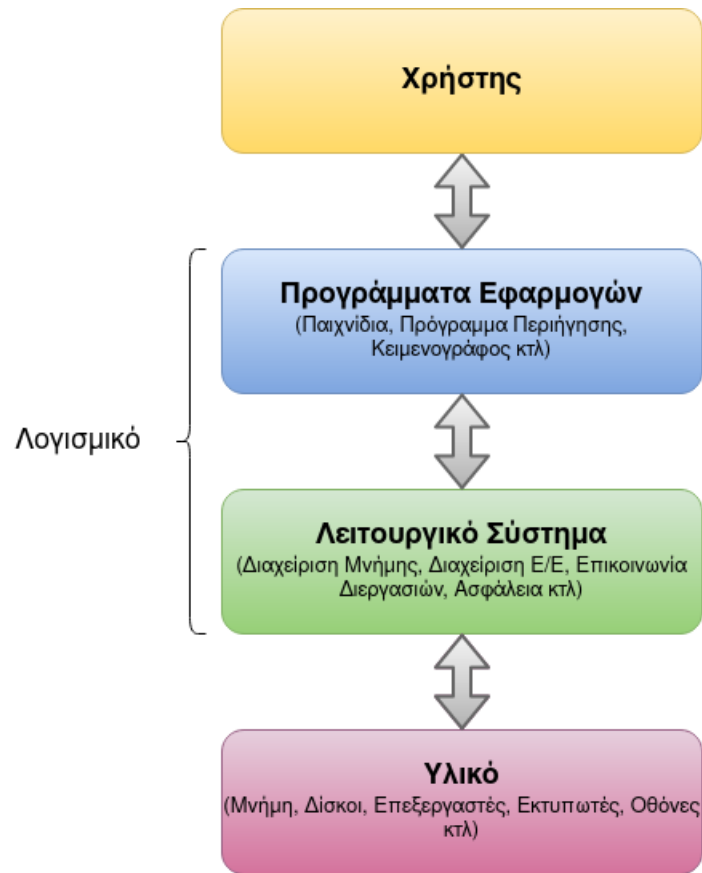 Χρήστης
Προγράμματα Εφαρμογών
(Παιχνίδια, Πρόγραμμα Περιήγησης,
Κειμενογράφος κτλ)
Λογισμικό
Λειτουργικό Σύστημα
(Διαχείριση Μνήμης, Διαχείριση Ε/Ε, Επικοινωνία
Διεργασιών, Ασφάλεια κτλ)
Υλικό
(Μνήμη, Δίσκοι, Επεξεργαστές, Εκτυπωτές, Οθόνες
κτλ)